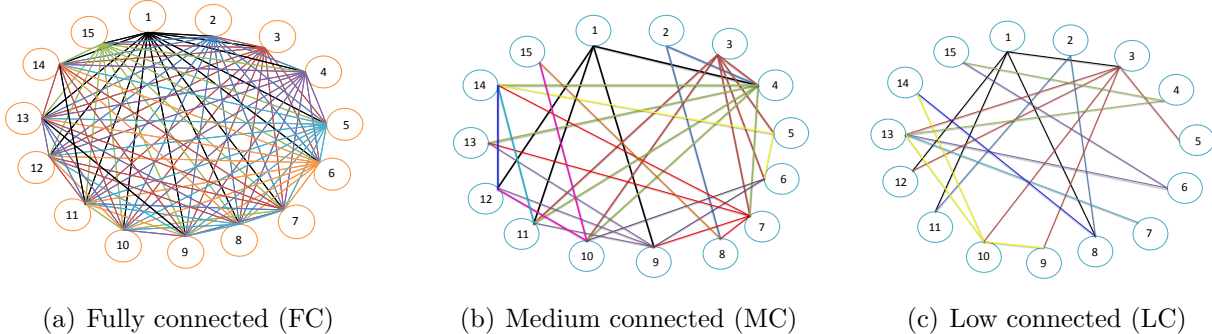 1 2 3 4 5 6 7 8 9 10 11 12 13 14 15
1 2 3 4 5 6 7 8 9 10 11 12 13 14 15
1 2 3 4 5 6 7 8 9 10 11 12 13 14 15
(a) Fully connected (FC)
(b) Medium connected (MC)
(c) Low connected (LC)